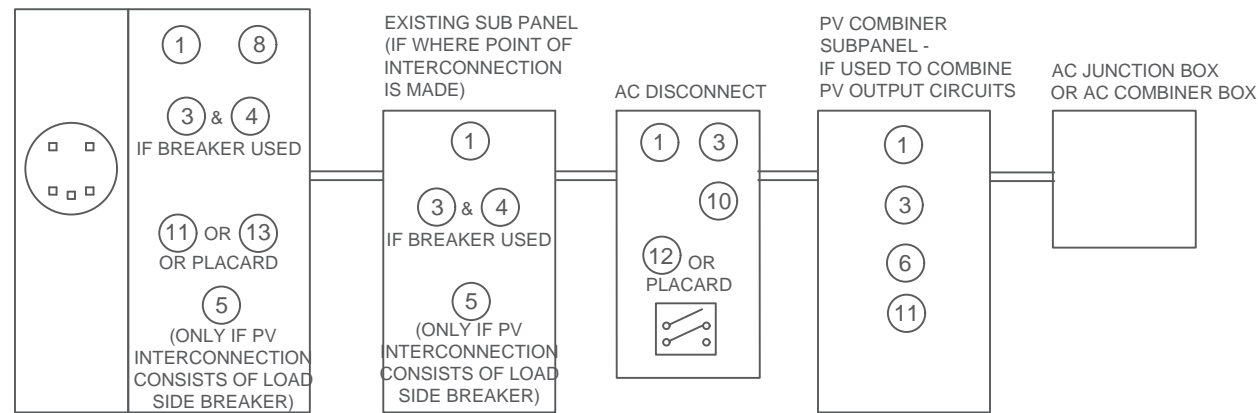 1 8
3 & 4
IF BREAKER USED
11 OR 13
OR PLACARD
5
(ONLY IF PV
INTERCONNECTION
CONSISTS OF LOAD
SIDE BREAKER)
EXISTING SUB PANEL
(IF WHERE POINT OF
INTERCONNECTION
IS MADE)
1
3 & 4
IF BREAKER USED
5
(ONLY IF PV
INTERCONNECTION
CONSISTS OF LOAD
SIDE BREAKER)
AC DISCONNECT
1 3
10
12 OR
PLACARD
PV COMBINER
SUBPANEL -
IF USED TO COMBINE
PV OUTPUT CIRCUITS
1
3
6
11
AC JUNCTION BOX
OR AC COMBINER BOX